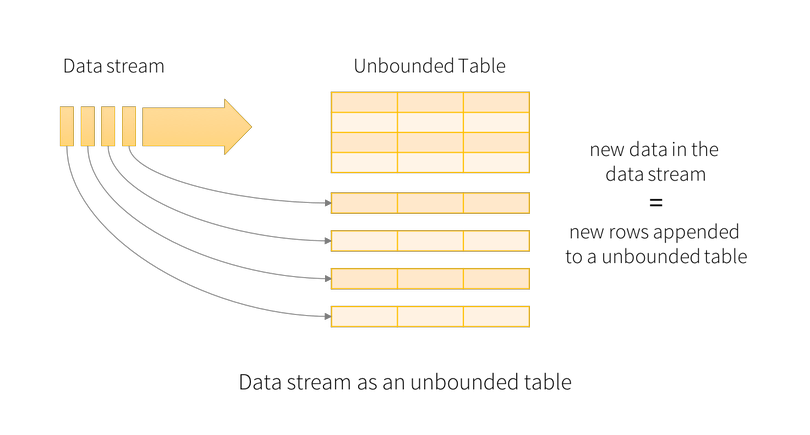 Data stream
Unbounded Table
new data in the
data stream
=
new rows appended
to a unbounded table
Data stream as an unbounded table